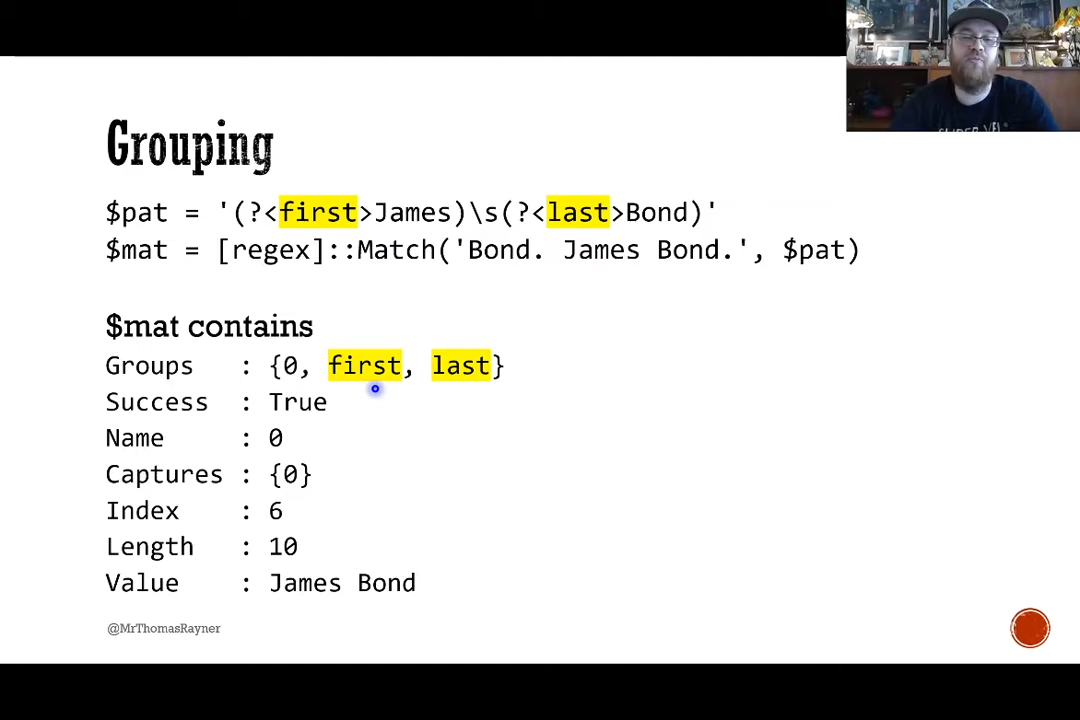 Grouping
$pat = '(?<first>James)\s(?<last>Bond)'
$mat = [regex]::Match('Bond. James Bond.', $pat)
$mat contains
Groups : {0, first, last}
Success : True
Name : 0
Captures : {0}
Index : 6
Length : 10
Value : James Bond
@MrThomasRayner